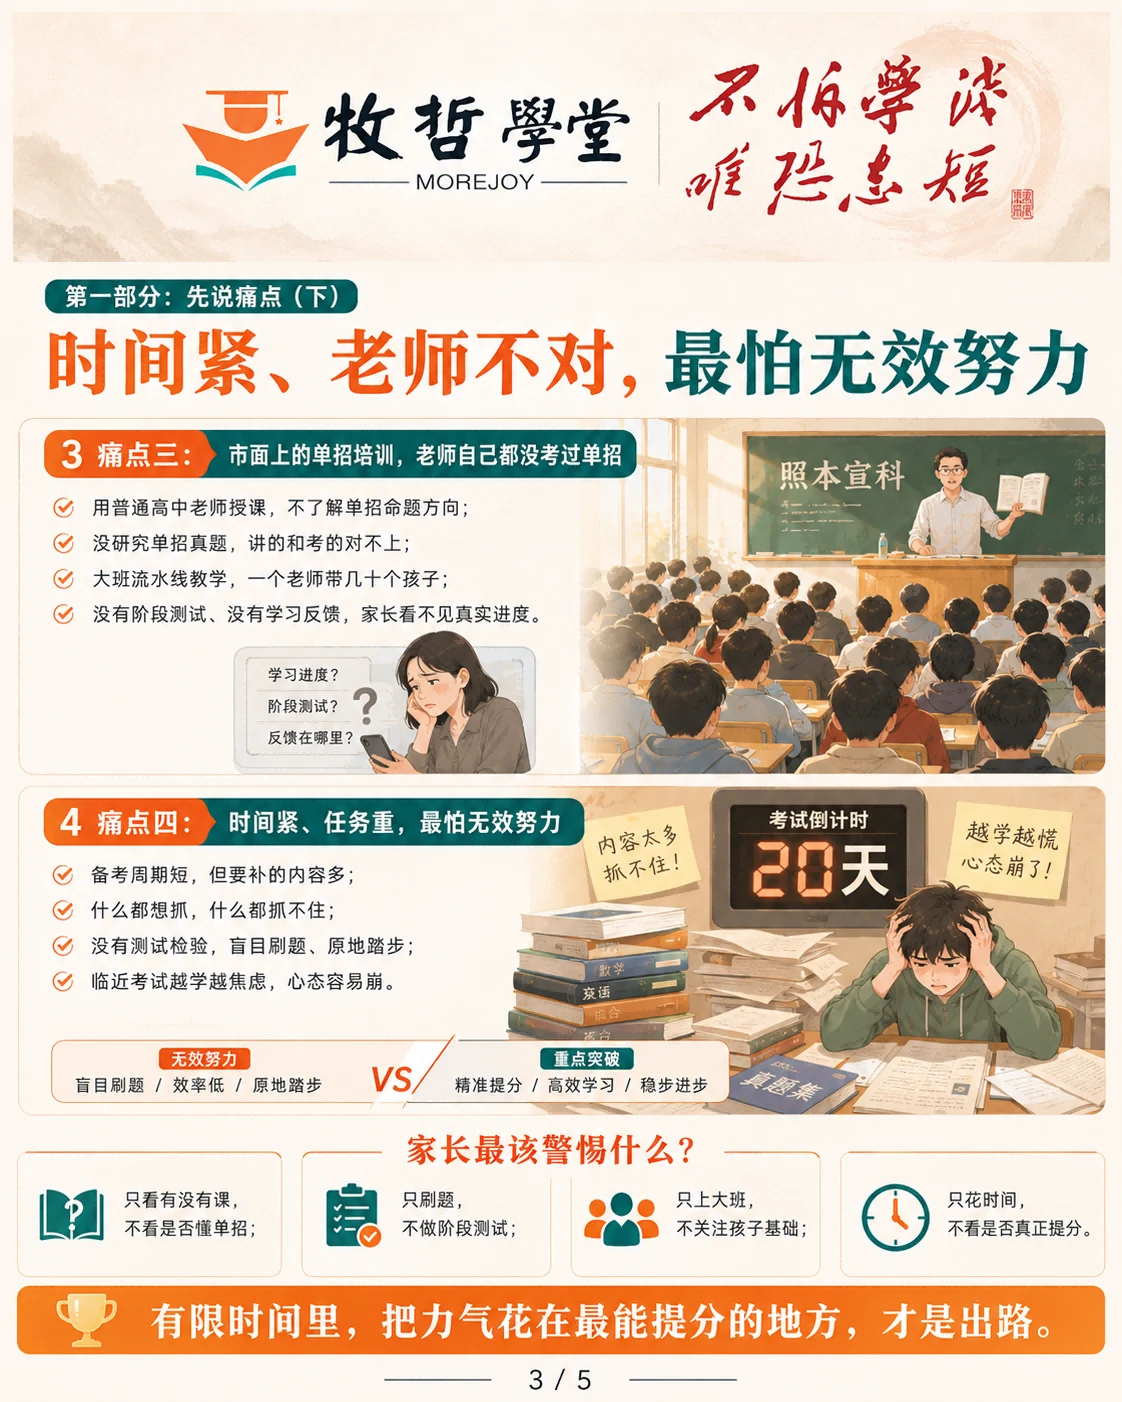 牧哲學堂
MOREJOY
不怕學淺
唯恐志短
第一部分：先说痛点（下）
时间紧、老师不对，最怕无效努力
3 痛点三：市面上的单招培训，老师自己都没考过单招
用普通高中老师授课，不了解单招命题方向；
没研究单招真题，讲的和考的对不上；
大班流水线教学，一个老师带几十个孩子；
没有阶段测试、没有学习反馈，家长看不见真实进度。
学习进度？
阶段测试？
反馈在哪里？
?
照本宣科
4 痛点四：时间紧、任务重，最怕无效努力
备考周期短，但要补的内容多；
什么都想抓，什么都抓不住；
没有测试检验，盲目刷题、原地踏步；
临近考试越学越焦虑，心态容易崩。
内容太多
抓不住！
考试倒计时
20天
越学越慌
心态崩了！
数学
英语
真题集
无效努力
盲目刷题 / 效率低 / 原地踏步
VS
重点突破
精准提分 / 高效学习 / 稳步进步
家长最该警惕什么？
只看有没有课，
不看是否懂单招；
只刷题，
不做阶段测试；
只上大班，
不关注孩子基础；
只花时间，
不看是否真正提分。
有限时间里，把力气花在最能提分的地方，才是出路。
3 / 5